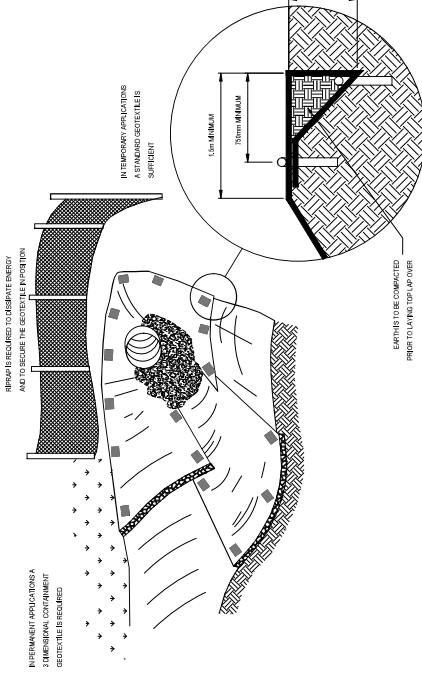 RIPRAP IS REQUIRED TO DISSIPATE ENERGY
AND TO SECURE THE GEOTEXTILE IN POSITION
IN TEMPORARY APPLICATIONS
A STANDARD GEOTEXTILE IS
SUFFICIENT
1.5m MINIMUM
750mm MINIMUM
EARTH IS TO BE COMPACTED
PRIOR TO LAYING TOP LAP OVER
IN PERMANENT APPLICATIONS A
3 DIMENSIONAL CONTAINMENT
GEOTEXTILE IS REQUIRED